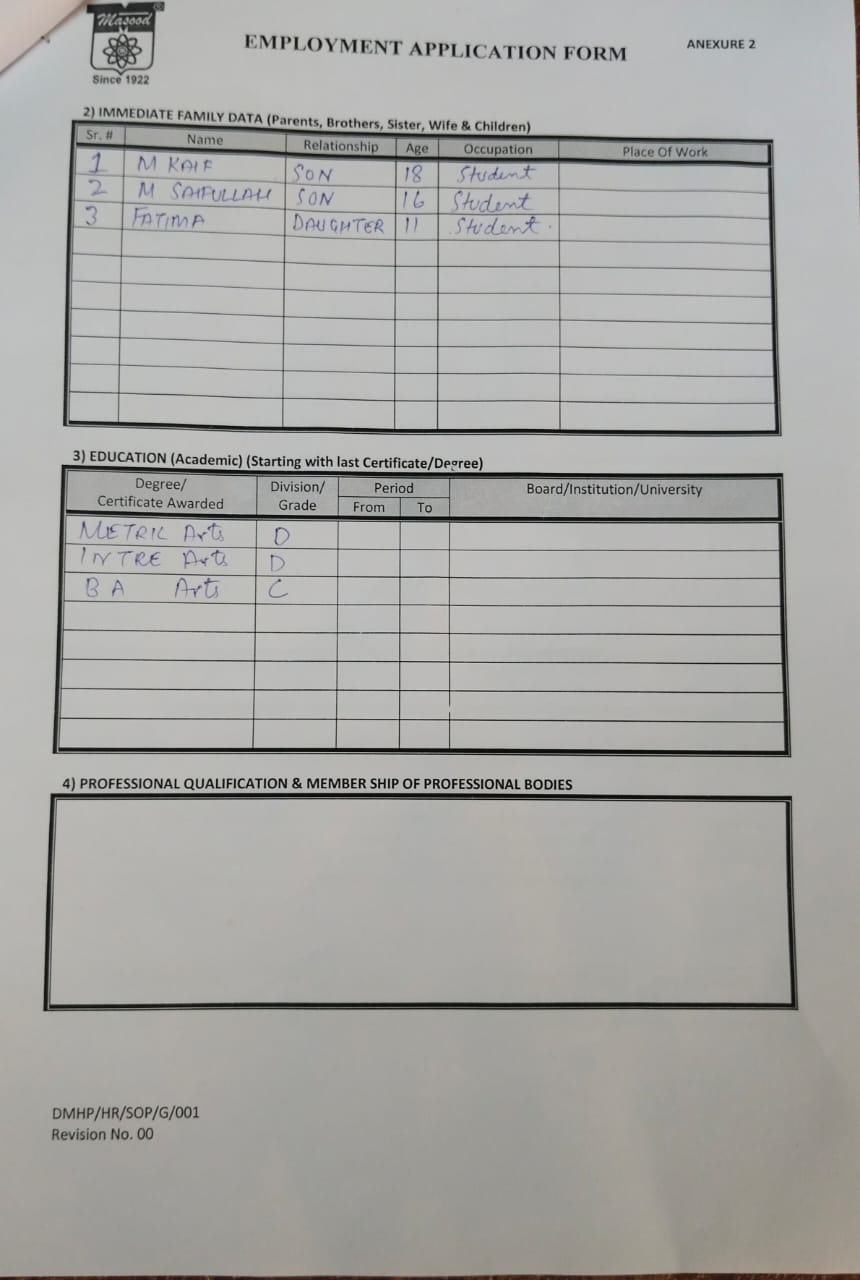 Masood
Since 1922
EMPLOYMENT APPLICATION FORM
ANEXURE 2
2) IMMEDIATE FAMILY DATA (Parents, Brothers, Sister, Wife & Children)
Sr. # Name Relationship Age Occupation Place Of Work
1 M KAIF SON 18 Student
2 M SAIFULLAH SON 16 Student
3 FATIMA DAUGHTER 11 Student
3) EDUCATION (Academic) (Starting with last Certificate/Degree)
Degree/ Division/ Period Board/Institution/University
Certificate Awarded Grade From To
METRIC Arts D
INTRE Arts D
BA Arts C
4) PROFESSIONAL QUALIFICATION & MEMBER SHIP OF PROFESSIONAL BODIES
DMHP/HR/SOP/G/001
Revision No. 00